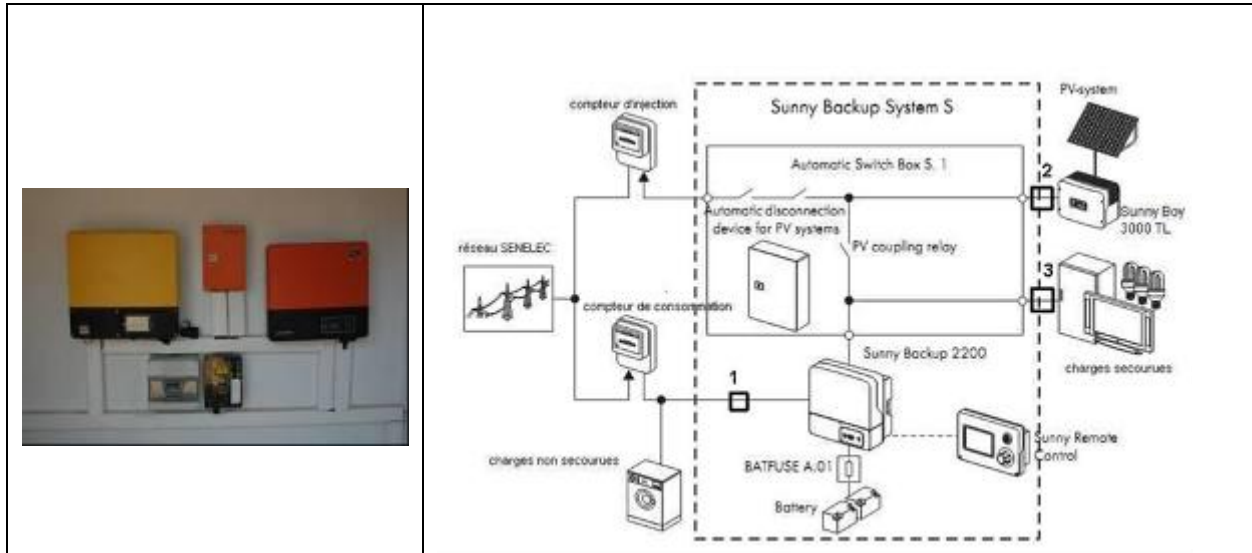 compteur d'injection
Sunny Backup System S
PV-system
Automatic Switch Box S. 1
2
Automatic disconnection
device for PV systems
Sunny Boy
3000 TL
réseau SENELEC
PV coupling relay
3
compteur de consommation
Sunny Backup 2200
charges secourues
1
charges non secourues
BATFUSE A.01
Sunny Remote
Control
Battery